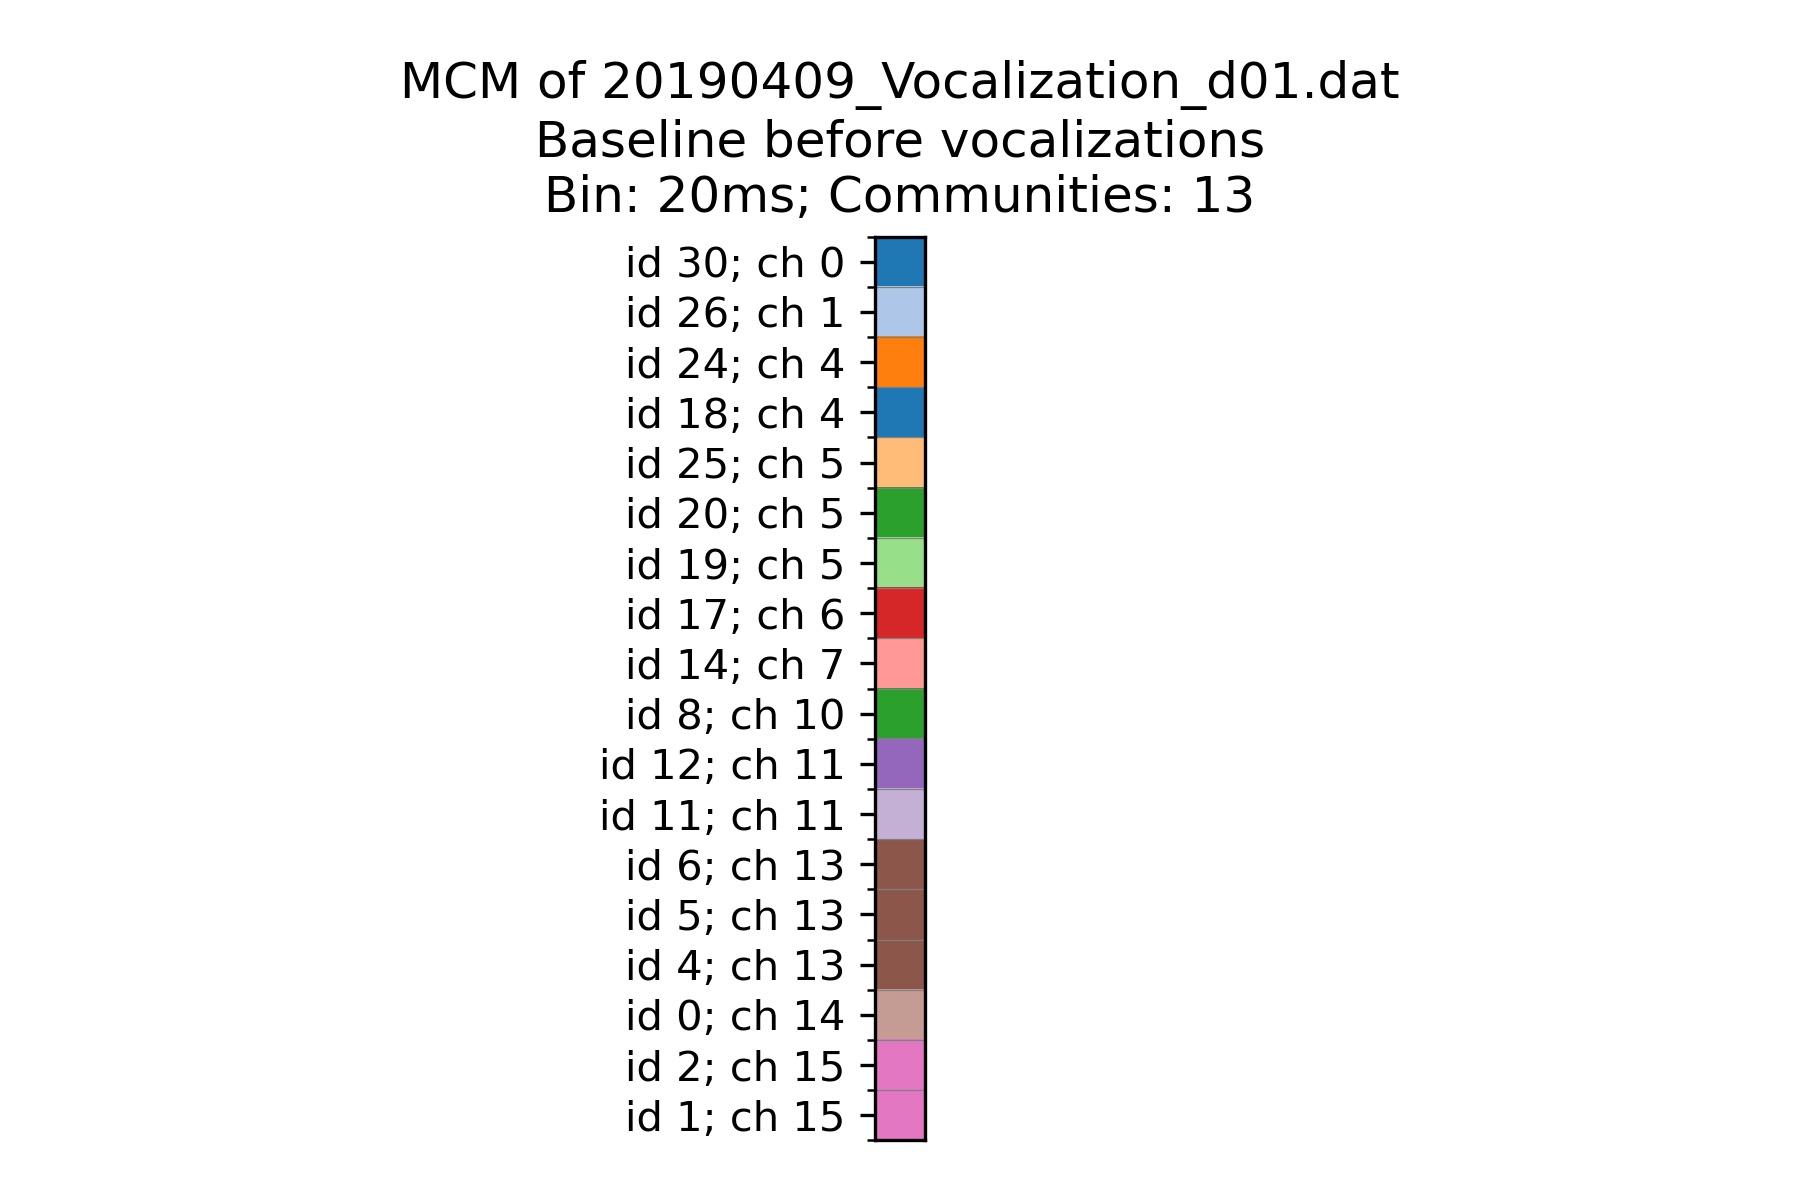 MCM of 20190409_Vocalization_d01.dat
Baseline before vocalizations
Bin: 20ms; Communities: 13
id 30; ch 0
id 26; ch 1
id 24; ch 4
id 18; ch 4
id 25; ch 5
id 20; ch 5
id 19; ch 5
id 17; ch 6
id 14; ch 7
id 8; ch 10
id 12; ch 11
id 11; ch 11
id 6; ch 13
id 5; ch 13
id 4; ch 13
id 0; ch 14
id 2; ch 15
id 1; ch 15